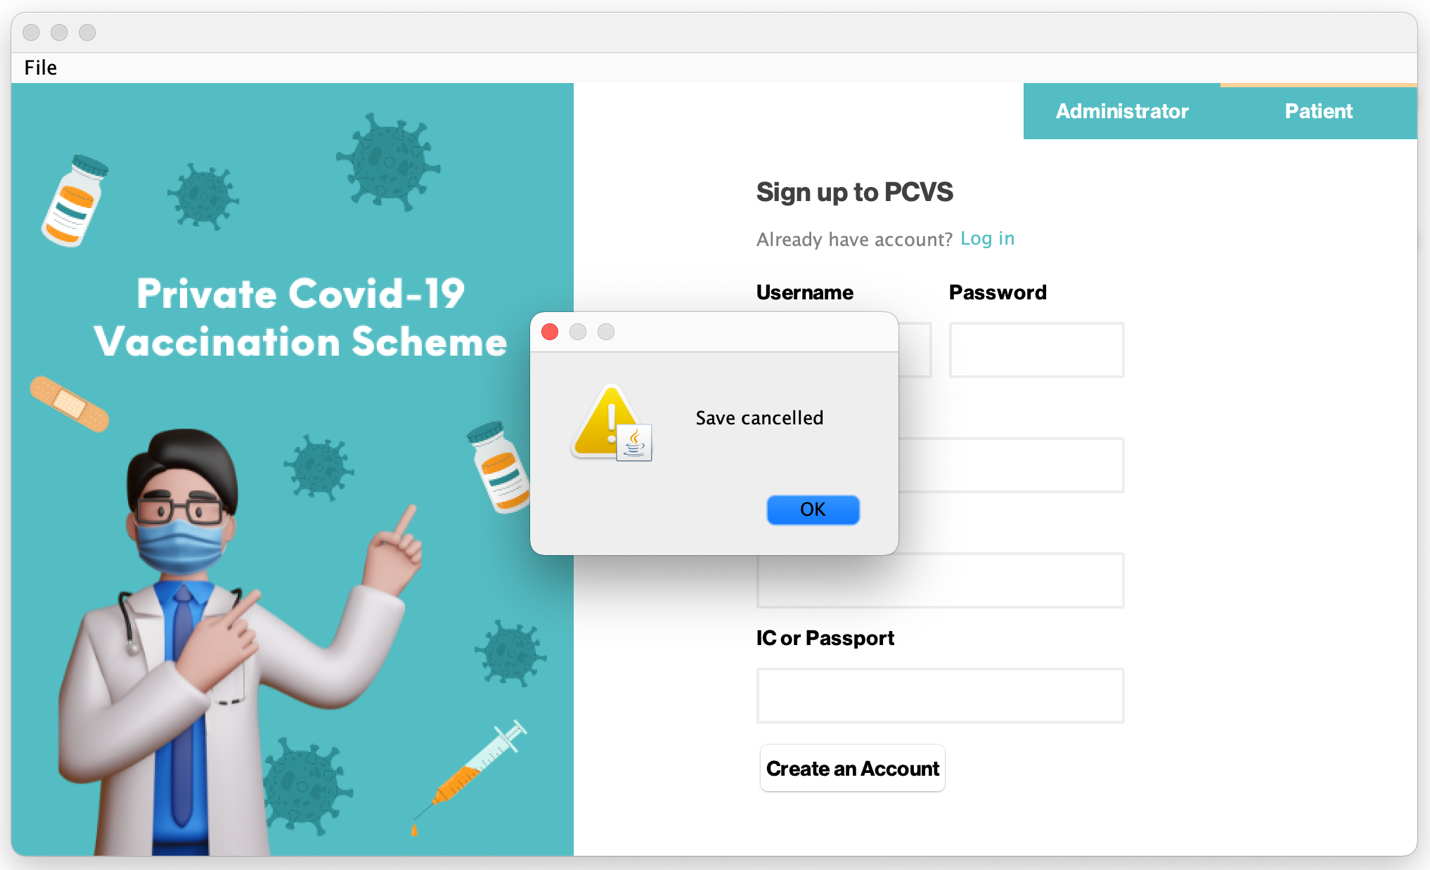 File
Administrator
Patient
Private Covid-19
Vaccination Scheme
Sign up to PCVS
Already have account? Log in
Username
Password
Save cancelled
OK
IC or Passport
Create an Account